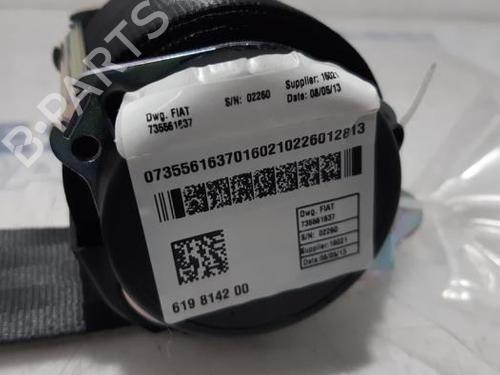 Dwg. FIAT
735561637
S/N: 02260
Supplier: 16021
Date: 08/05/13
07355616370160210226012813
Dwg. FIAT
735561637
S/N: 02260
Supplier: 16021
Date: 08/05/13
619 8142 00
B-PARTS